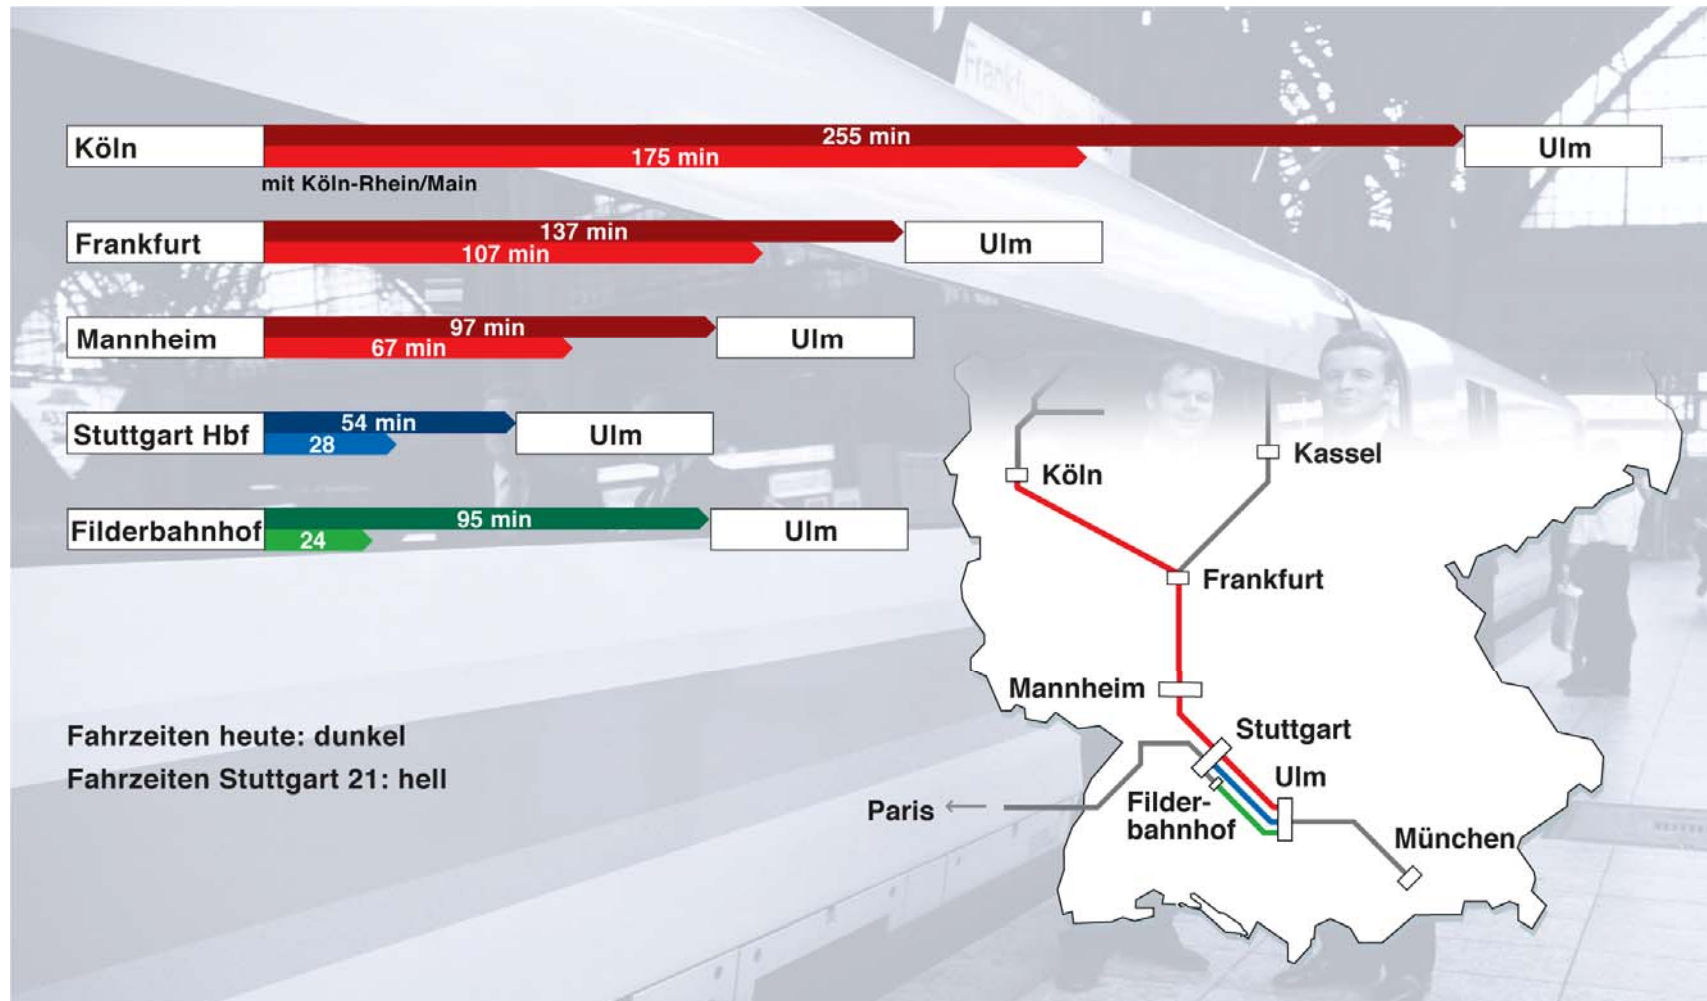 Frankfu
Köln
255 min
175 min
Ulm
mit Köln-Rhein/Main
Frankfurt
137 min
107 min
Ulm
Mannheim
97 min
67 min
Ulm
Stuttgart Hbf
54 min
28
Ulm
Filderbahnhof
95 min
24
Ulm
Fahrzeiten heute: dunkel
Fahrzeiten Stuttgart 21: hell
Köln
Kassel
Frankfurt
Mannheim
Stuttgart
Ulm
Filder-
bahnhof
Paris
München